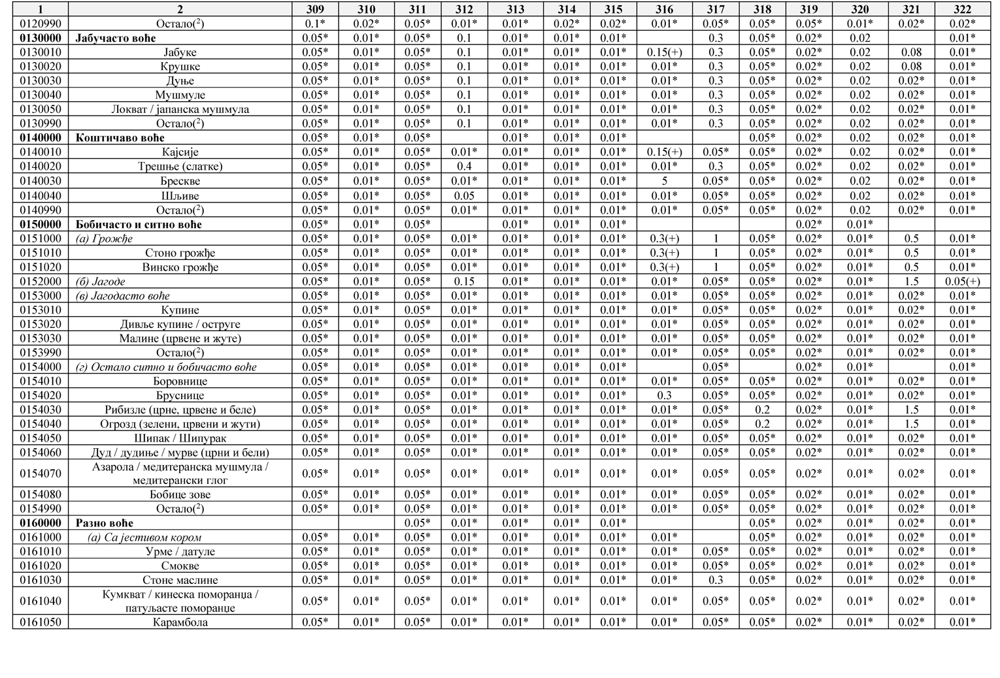 1 2 309 310 311 312 313 314 315 316 317 318 319 320 321 322
0120990 Остало(²) 0.1* 0.02* 0.05* 0.01* 0.01* 0.02* 0.02* 0.01* 0.05* 0.05* 0.05* 0.01* 0.02* 0.02*
0130000 Јабучасто воће 0.05* 0.01* 0.05* 0.1 0.01* 0.01* 0.01* 0.3 0.05* 0.02* 0.02 0.01*
0130010 Јабуке 0.05* 0.01* 0.05* 0.1 0.01* 0.01* 0.01* 0.15(+) 0.3 0.05* 0.02* 0.02 0.08 0.01*
0130020 Крушке 0.05* 0.01* 0.05* 0.1 0.01* 0.01* 0.01* 0.01* 0.3 0.05* 0.02* 0.02 0.08 0.01*
0130030 Дуње 0.05* 0.01* 0.05* 0.1 0.01* 0.01* 0.01* 0.01* 0.3 0.05* 0.02* 0.02 0.02* 0.01*
0130040 Мушмуле 0.05* 0.01* 0.05* 0.1 0.01* 0.01* 0.01* 0.01* 0.3 0.05* 0.02* 0.02 0.02* 0.01*
0130050 Локват / јапанска мушмула 0.05* 0.01* 0.05* 0.1 0.01* 0.01* 0.01* 0.01* 0.3 0.05* 0.02* 0.02 0.02* 0.01*
0130990 Остало(²) 0.05* 0.01* 0.05* 0.1 0.01* 0.01* 0.01* 0.01* 0.3 0.05* 0.02* 0.02 0.02* 0.01*
0140000 Коштичаво воће 0.05* 0.01* 0.05* 0.01* 0.01* 0.01* 0.05* 0.02* 0.02 0.02* 0.01*
0140010 Кајсије 0.05* 0.01* 0.05* 0.01* 0.01* 0.01* 0.01* 0.15(+) 0.05* 0.05* 0.02* 0.02 0.02* 0.01*
0140020 Трешње (слатке) 0.05* 0.01* 0.05* 0.4 0.01* 0.01* 0.01* 0.01* 0.3 0.05* 0.02* 0.02 0.02* 0.01*
0140030 Брескве 0.05* 0.01* 0.05* 0.01* 0.01* 0.01* 0.01* 5 0.05* 0.05* 0.02* 0.02 0.02* 0.01*
0140040 Шљиве 0.05* 0.01* 0.05* 0.05 0.01* 0.01* 0.01* 0.01* 0.05* 0.05* 0.02* 0.02 0.02* 0.01*
0140990 Остало(²) 0.05* 0.01* 0.05* 0.01* 0.01* 0.01* 0.01* 0.01* 0.05* 0.05* 0.02* 0.02 0.02* 0.01*
0150000 Бобичасто и ситно воће 0.05* 0.01* 0.05* 0.01* 0.01* 0.01* 0.02* 0.01*
0151000 (а) Грожђе 0.05* 0.01* 0.05* 0.01* 0.01* 0.01* 0.01* 0.3(+) 1 0.05* 0.02* 0.01* 0.5 0.01*
0151010 Стоно грожђе 0.05* 0.01* 0.05* 0.01* 0.01* 0.01* 0.01* 0.3(+) 1 0.05* 0.02* 0.01* 0.5 0.01*
0151020 Винско грожђе 0.05* 0.01* 0.05* 0.01* 0.01* 0.01* 0.01* 0.3(+) 1 0.05* 0.02* 0.01* 0.5 0.01*
0152000 (б) Јагоде 0.05* 0.01* 0.05* 0.15 0.01* 0.01* 0.01* 0.01* 0.05* 0.05* 0.02* 0.01* 1.5 0.05(+)
0153000 (в) Јагодасто воће 0.05* 0.01* 0.05* 0.01* 0.01* 0.01* 0.01* 0.01* 0.05* 0.05* 0.02* 0.01* 0.02* 0.01*
0153010 Купине 0.05* 0.01* 0.05* 0.01* 0.01* 0.01* 0.01* 0.01* 0.05* 0.05* 0.02* 0.01* 0.02* 0.01*
0153020 Дивље купине / оструге 0.05* 0.01* 0.05* 0.01* 0.01* 0.01* 0.01* 0.01* 0.05* 0.05* 0.02* 0.01* 0.02* 0.01*
0153030 Малине (црвене и жуте) 0.05* 0.01* 0.05* 0.01* 0.01* 0.01* 0.01* 0.01* 0.05* 0.05* 0.02* 0.01* 0.02* 0.01*
0153990 Остало(²) 0.05* 0.01* 0.05* 0.01* 0.01* 0.01* 0.01* 0.01* 0.05* 0.05* 0.02* 0.01* 0.02* 0.01*
0154000 (г) Остало ситно и бобичасто воће 0.05* 0.01* 0.05* 0.01* 0.01* 0.01* 0.01* 0.05* 0.02* 0.01* 0.01*
0154010 Боровнице 0.05* 0.01* 0.05* 0.01* 0.01* 0.01* 0.01* 0.01* 0.05* 0.05* 0.02* 0.01* 0.02* 0.01*
0154020 Бруснице 0.05* 0.01* 0.05* 0.01* 0.01* 0.01* 0.01* 0.3 0.05* 0.05* 0.02* 0.01* 0.02* 0.01*
0154030 Рибизле (црне, црвене и беле) 0.05* 0.01* 0.05* 0.01* 0.01* 0.01* 0.01* 0.01* 0.05* 0.2 0.02* 0.01* 1.5 0.01*
0154040 Огрозд (зелени, црвени и жути) 0.05* 0.01* 0.05* 0.01* 0.01* 0.01* 0.01* 0.01* 0.05* 0.2 0.02* 0.01* 1.5 0.01*
0154050 Шипак / Шипурак 0.05* 0.01* 0.05* 0.01* 0.01* 0.01* 0.01* 0.01* 0.05* 0.05* 0.02* 0.01* 0.02* 0.01*
0154060 Дуд / дудиње / мурве (црни и бели) 0.05* 0.01* 0.05* 0.01* 0.01* 0.01* 0.01* 0.01* 0.05* 0.05* 0.02* 0.01* 0.02* 0.01*
Азарола / медитеранска мушмула /
0154070 медитерански глог 0.05* 0.01* 0.05* 0.01* 0.01* 0.01* 0.01* 0.01* 0.05* 0.05* 0.02* 0.01* 0.02* 0.01*
0154080 Бобице зове 0.05* 0.01* 0.05* 0.01* 0.01* 0.01* 0.01* 0.01* 0.05* 0.05* 0.02* 0.01* 0.02* 0.01*
0154990 Остало(²) 0.05* 0.01* 0.05* 0.01* 0.01* 0.01* 0.01* 0.01* 0.05* 0.05* 0.02* 0.01* 0.02* 0.01*
0160000 Разно воће 0.05* 0.01* 0.01* 0.01* 0.01* 0.05* 0.02* 0.01* 0.02* 0.01*
0161000 (а) Са јестивом кором 0.05* 0.01* 0.05* 0.01* 0.01* 0.01* 0.01* 0.01* 0.05* 0.02* 0.01* 0.02* 0.01*
0161010 Урме / датуле 0.05* 0.01* 0.05* 0.01* 0.01* 0.01* 0.01* 0.01* 0.05* 0.05* 0.02* 0.01* 0.02* 0.01*
0161020 Смокве 0.05* 0.01* 0.05* 0.01* 0.01* 0.01* 0.01* 0.01* 0.05* 0.05* 0.02* 0.01* 0.02* 0.01*
0161030 Стоне маслине 0.05* 0.01* 0.05* 0.01* 0.01* 0.01* 0.01* 0.01* 0.3 0.05* 0.02* 0.01* 0.02* 0.01*
Кумкват / кинеска поморанџа /
0161040 патуљасте поморанџе 0.05* 0.01* 0.05* 0.01* 0.01* 0.01* 0.01* 0.01* 0.05* 0.05* 0.02* 0.01* 0.02* 0.01*
0161050 Карамбола 0.05* 0.01* 0.05* 0.01* 0.01* 0.01* 0.01* 0.01* 0.05* 0.05* 0.02* 0.01* 0.02* 0.01*